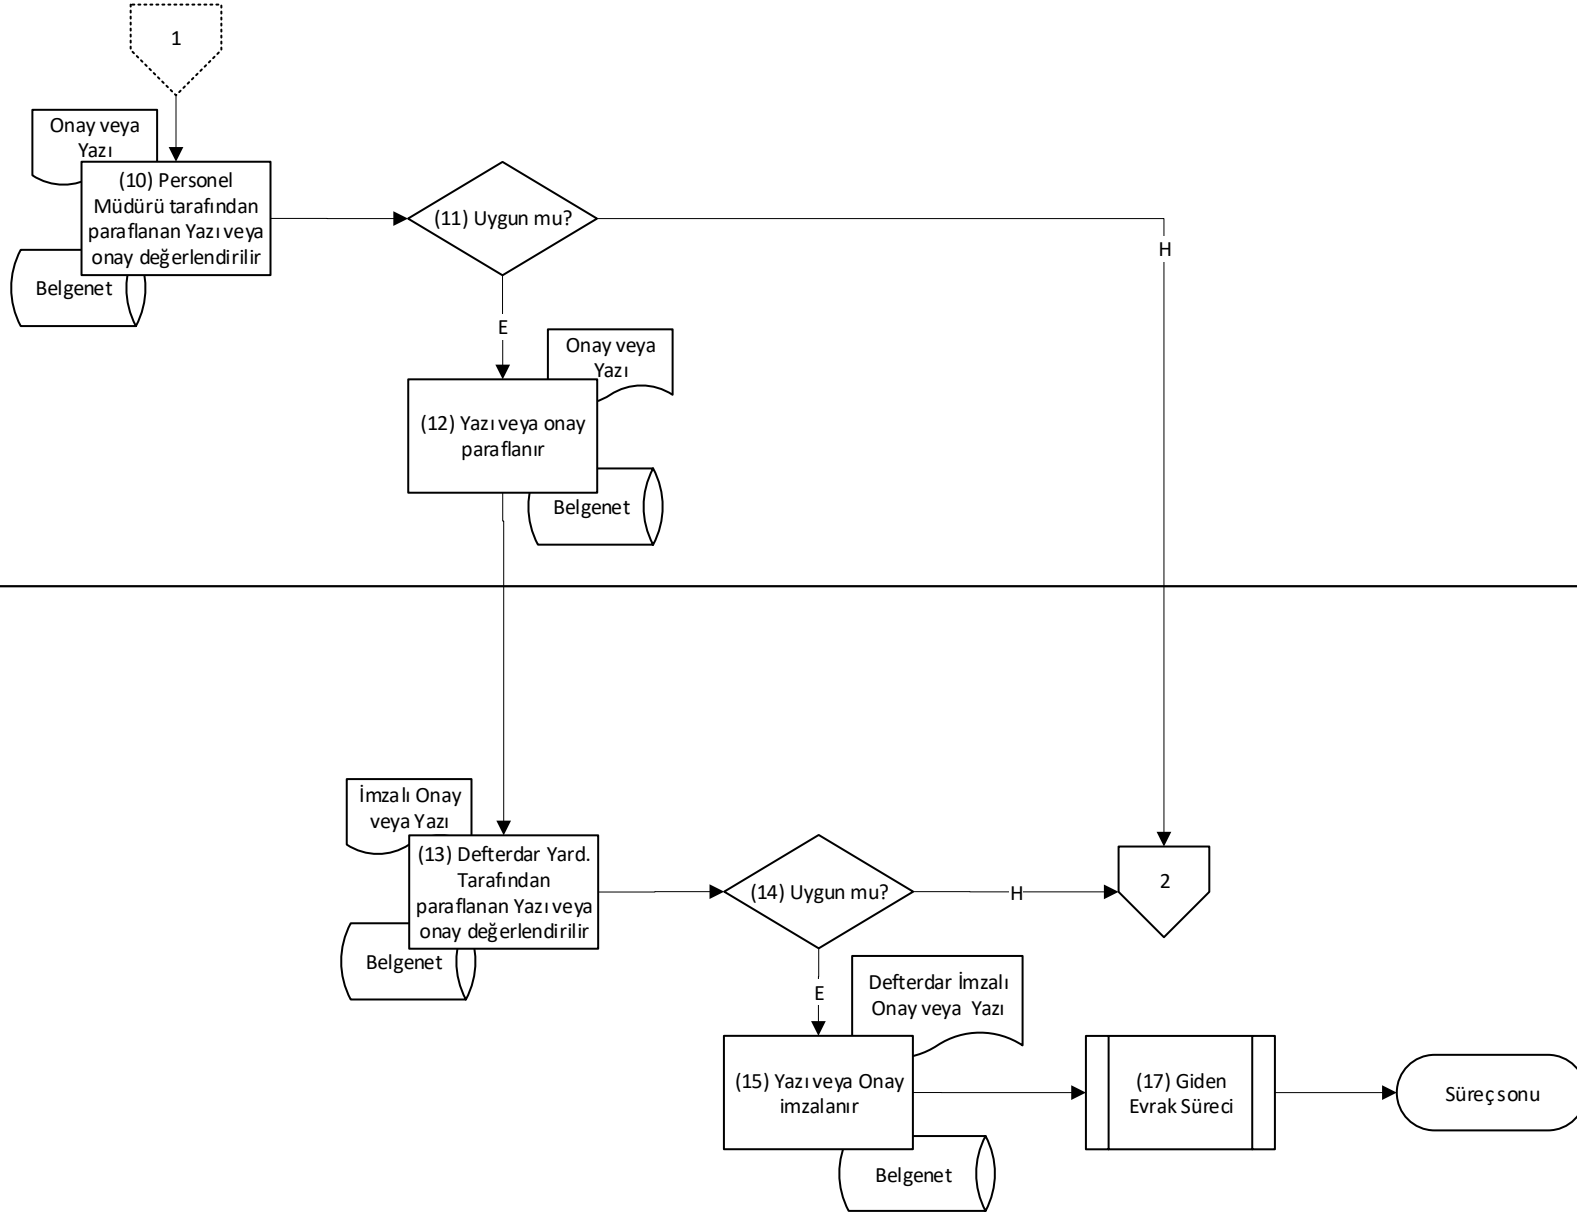 1
Onay veya
Yazı
(10) Personel
Müdürü tarafından
paraflanan Yazı veya
onay değerlendirilir
Belgenet
(11) Uygun mu?
H
E
Onay veya
Yazı
(12) Yazı veya onay
paraflanır
Belgenet
İmzalı Onay
veya Yazı
(13) Defterdar Yard.
Tarafından
paraflanan Yazı veya
onay değerlendirilir
Belgenet
(14) Uygun mu?
H
2
E
Defterdar İmzalı
Onay veya Yazı
(15) Yazı veya Onay
imzalanır
Belgenet
(17) Giden
Evrak Süreci
Süreç sonu